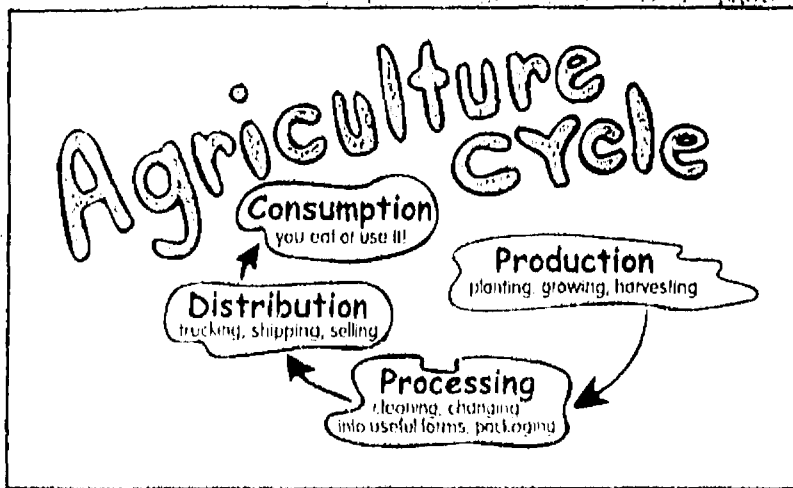 Agriculture
cycle
Consumption
you eat or use it!
Production
planting, growing, harvesting
Distribution
trucking, shipping, selling
Processing
cleaning, changing
into useful forms, packaging